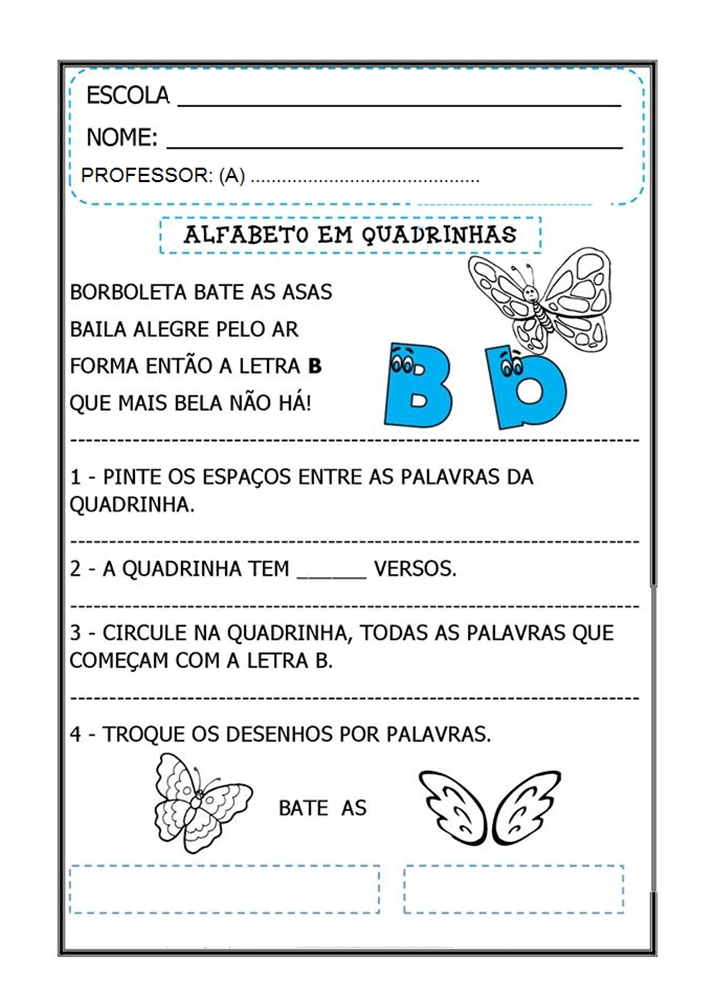 ESCOLA ____________________________________
NOME: _____________________________________
PROFESSOR: (A) ............................................
ALFABETO EM QUADRINHAS
BORBOLETA BATE AS ASAS
BAILA ALEGRE PELO AR
FORMA ENTÃO A LETRA B
QUE MAIS BELA NÃO HÁ!
B b
1 - PINTE OS ESPAÇOS ENTRE AS PALAVRAS DA
QUADRINHA.
2 - A QUADRINHA TEM ______ VERSOS.
3 - CIRCULE NA QUADRINHA, TODAS AS PALAVRAS QUE
COMEÇAM COM A LETRA B.
4 - TROQUE OS DESENHOS POR PALAVRAS.
BATE AS